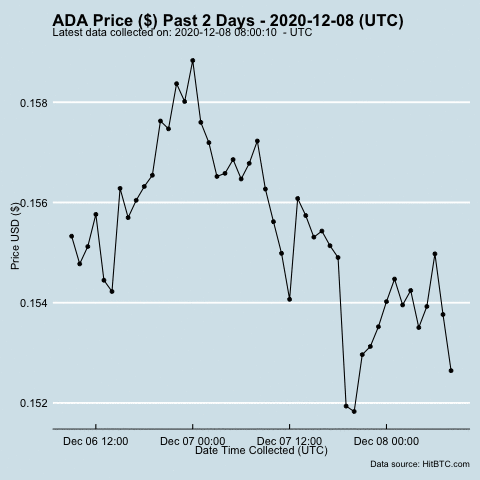 ADA Price ($) Past 2 Days - 2020-12-08 (UTC)
Latest data collected on: 2020-12-08 08:00:10  - UTC
0.158
0.156
0.154
0.152
Price USD ($)
Dec 06 12:00 Dec 07 00:00 Dec 07 12:00 Dec 08 00:00
Date Time Collected (UTC)
Data source: HitBTC.com